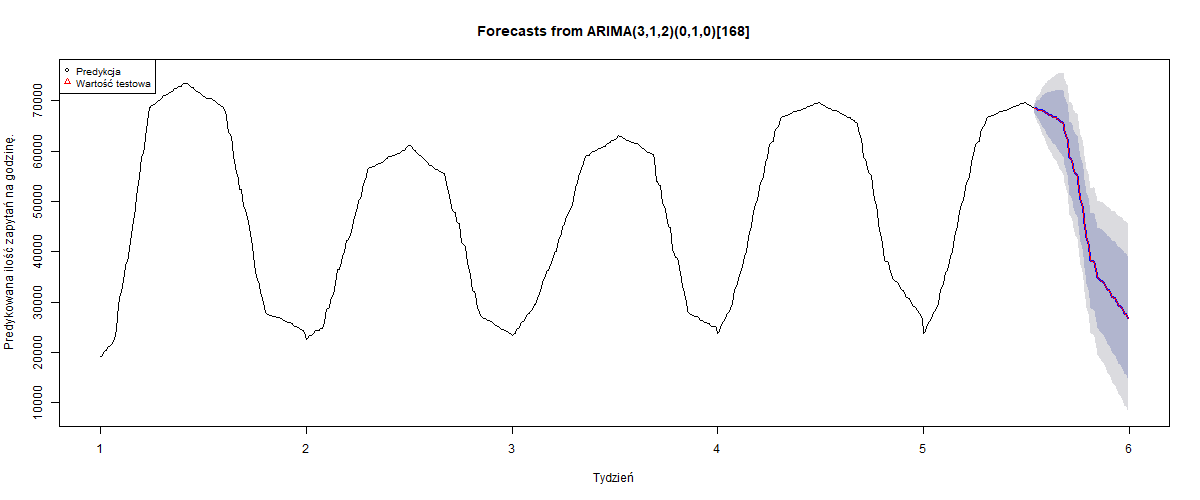 Forecasts from ARIMA(3,1,2)(0,1,0)[168]
Predykcja
Wartość testowa
Predykowana ilość zapytań na godzinę.
70000
60000
50000
40000
30000
20000
10000
1 2 3 4 5 6
Tydzień